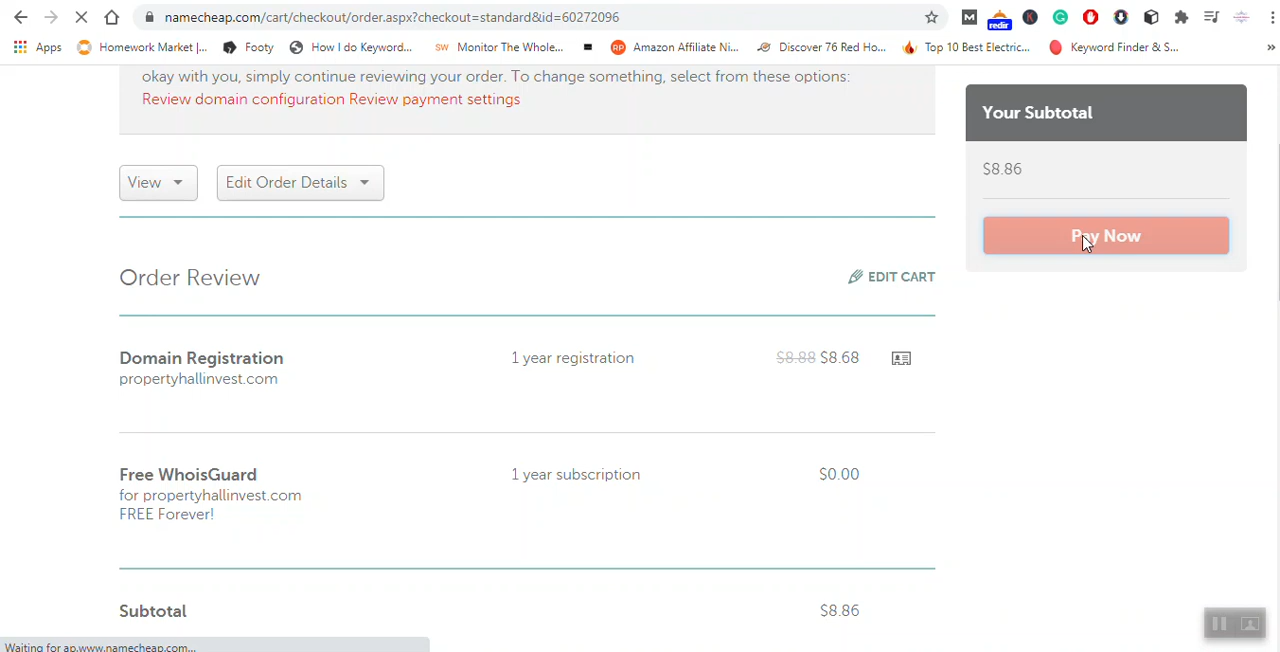 namecheap.com/cart/checkout/order.aspx?checkout=standard&id=60272096
M
redir
K
G
Apps
Homework Market |...
Footy
How I do Keyword...
SW Monitor The Whole...
RP Amazon Affiliate Ni...
Discover 76 Red Ho...
Top 10 Best Electric...
Keyword Finder & S...
»
okay with you, simply continue reviewing your order. To change something, select from these options:
Review domain configuration Review payment settings
Your Subtotal
$8.86
Pay Now
View
Edit Order Details
Order Review
EDIT CART
Domain Registration
propertyhallinvest.com
1 year registration
$8.88 $8.68
Free WhoisGuard
for propertyhallinvest.com
FREE Forever!
1 year subscription
$0.00
Subtotal
$8.86
Waiting for ap.www.namecheap.com...